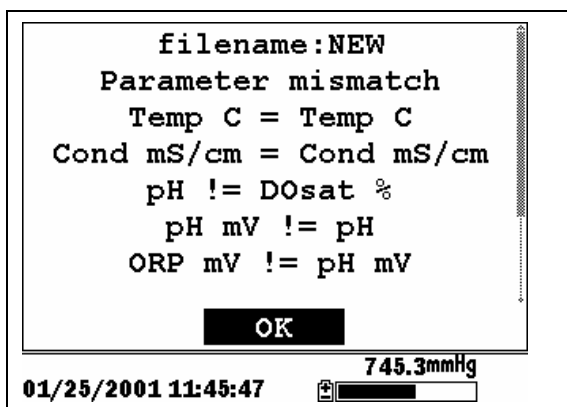 filename:NEW
Parameter mismatch
Temp C = Temp C
Cond mS/cm = Cond mS/cm
pH != DOsat %
pH mV != pH
ORP mV != pH mV
OK
745.3mmHg
01/25/2001 11:45:47